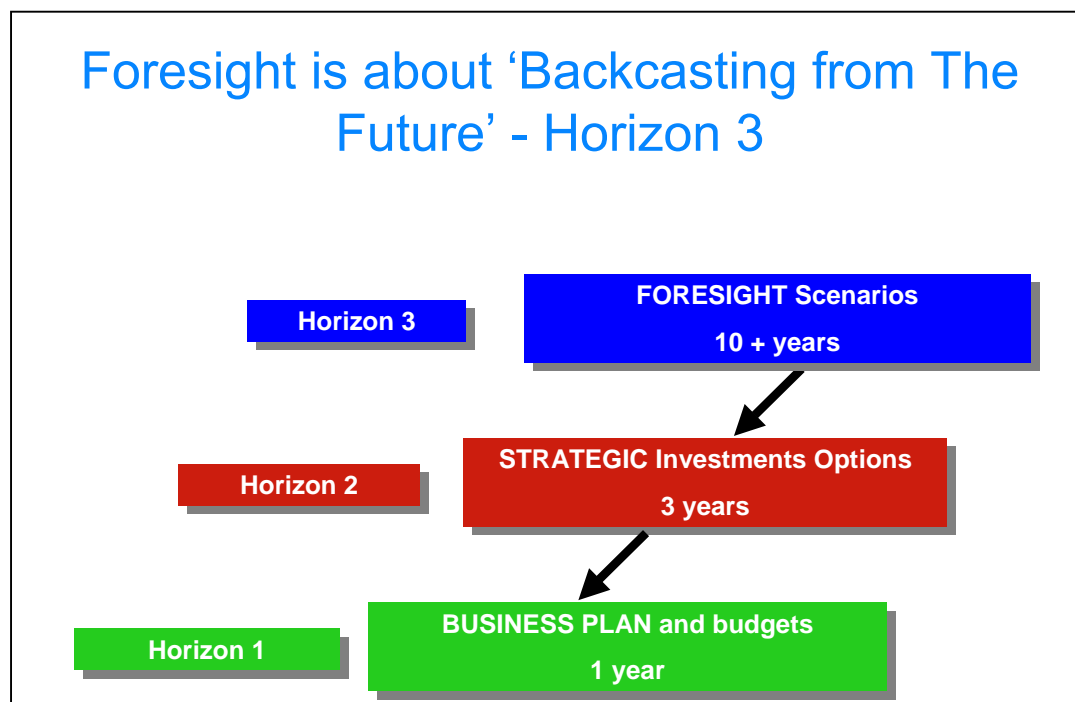 Foresight is about ‘Backcasting from The
Future’ - Horizon 3
Horizon 3
FORESIGHT Scenarios
10 + years
Horizon 2
STRATEGIC Investments Options
3 years
Horizon 1
BUSINESS PLAN and budgets
1 year